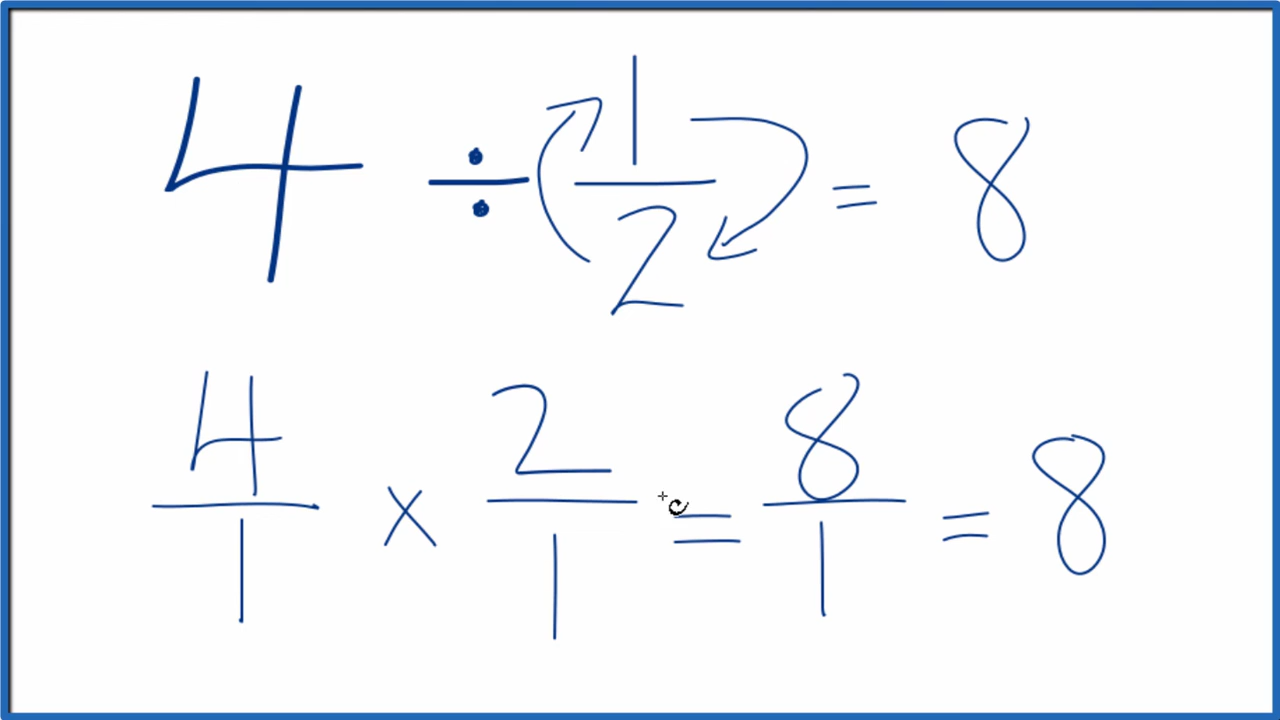 4 ÷ 1/2 = 8
4/1 x 2/1 = 8/1 = 8